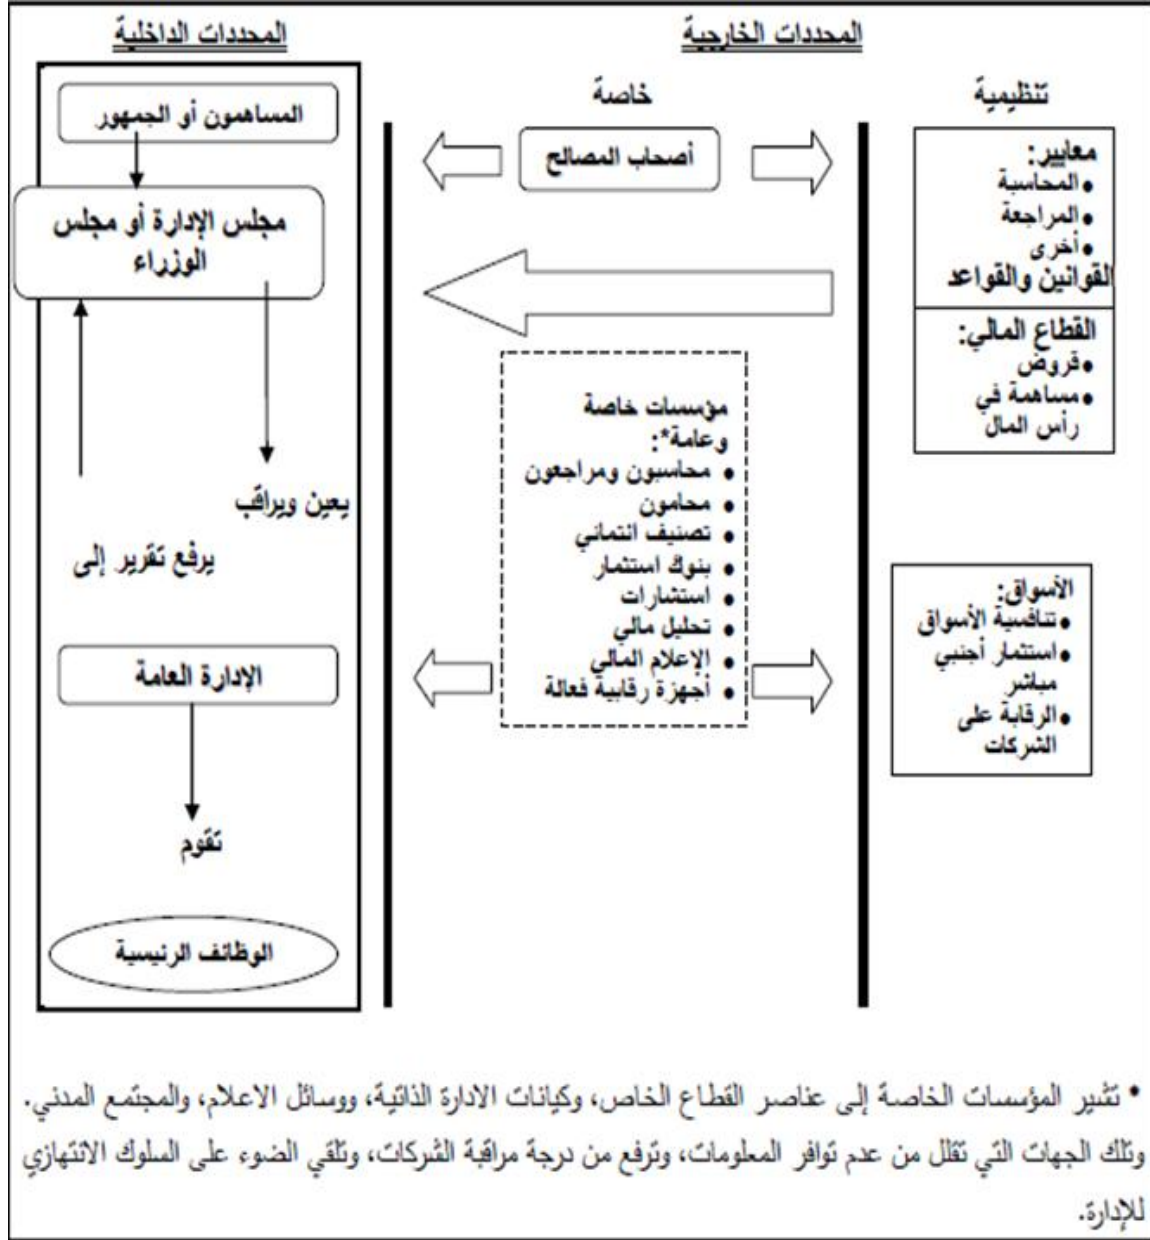 المحددات الخارجية
المحددات الداخلية
تنظيمية
معايير:
•المحاسبة
•المراجعة
•أخرى
القوانين والقواعد
القطاع المالي:
•قروض
•مساهمة في
رأس المال
الأسواق:
•تنافسية الأسواق
•استثمار أجنبي
مباشر
•الرقابة على
الشركات
خاصة
أصحاب المصالح
مؤسسات خاصة
وعامة*:
• محاسبون ومراجعون
• محامون
• تصنيف ائتماني
• بنوك استثمار
• استشارات
• تحليل مالي
• الإعلام المالي
• أجهزة رقابية فعالة
المساهمون أو الجمهور
مجلس الإدارة أو مجلس
الوزراء
يعين ويراقب
يرفع تقرير إلى
الإدارة العامة
تقوم
الوظائف الرئيسية
• تشير المؤسسات الخاصة إلى عناصر القطاع الخاص، وكيانات الادارة الذاتية، ووسائل الاعلام، والمجتمع المدني.
وتلك الجهات التي تقلل من عدم توافر المعلومات، وترفع من درجة مراقبة الشركات، وتلقي الضوء على السلوك الانتهازي
للإدارة.